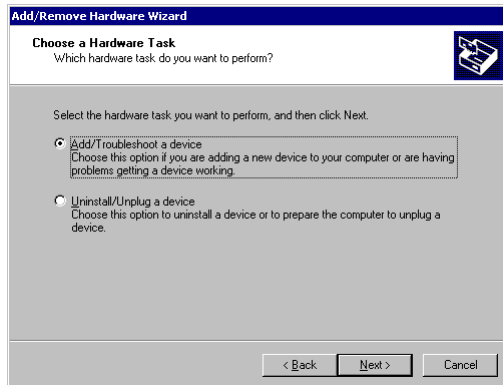 Add/Remove Hardware Wizard
Choose a Hardware Task
Which hardware task do you want to perform?
Select the hardware task you want to perform, and then click Next.
Add/Troubleshoot a device
Choose this option if you are adding a new device to your computer or are having
problems getting a device working.
Uninstall/Unplug a device
Choose this option to uninstall a device or to prepare the computer to unplug a
device.
< Back
Next >
Cancel